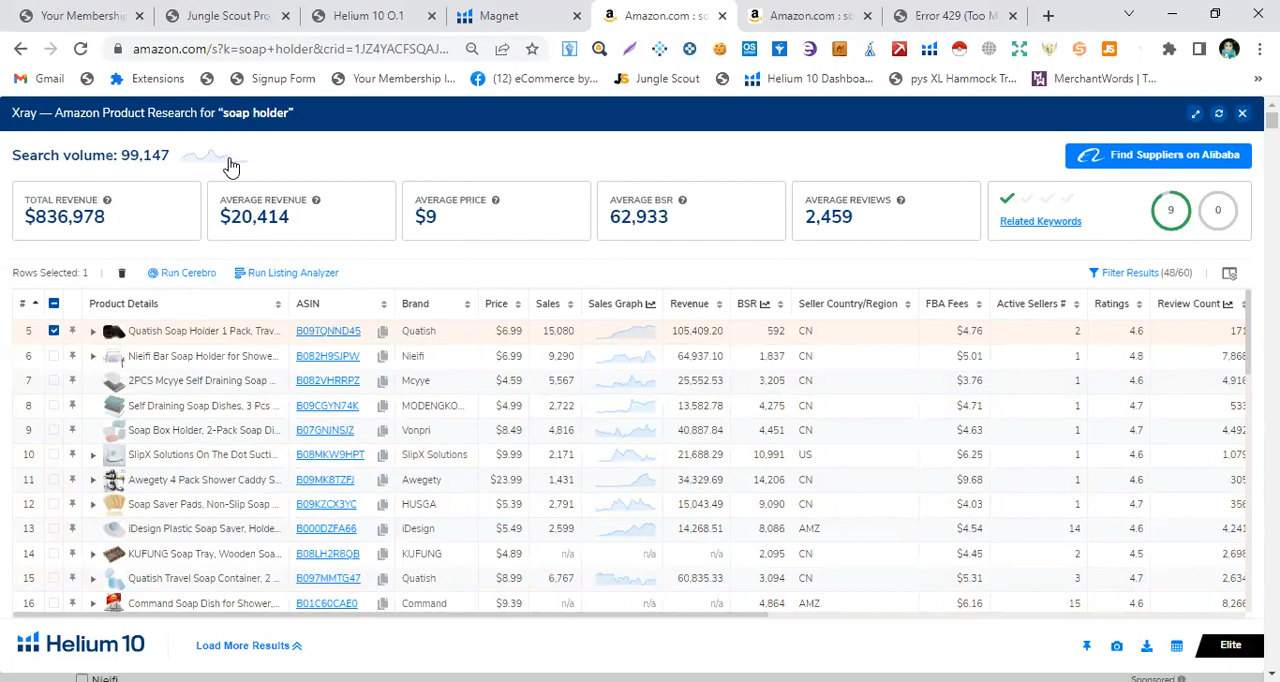 Your Membership
Jungle Scout Pro
Helium 10 O.1
Magnet
Amazon.com : so
Amazon.com : sc
Error 429 (Too M
amazon.com/s?k=soap+holder&crid=1JZ4YACFSQAJ...
Gmail
Extensions
Signup Form
Your Membership I...
(12) eCommerce by...
Jungle Scout
Helium 10 Dashboa...
pys XL Hammock Tr...
MerchantWords | T...
Xray — Amazon Product Research for “soap holder”
Search volume: 99,147
Find Suppliers on Alibaba
TOTAL REVENUE
$836,978
AVERAGE REVENUE
$20,414
AVERAGE PRICE
$9
AVERAGE BSR
62,933
AVERAGE REVIEWS
2,459
Related Keywords
9
0
Rows Selected: 1
Run Cerebro
Run Listing Analyzer
Filter Results (48/60)
# Product Details ASIN Brand Price Sales Sales Graph Revenue BSR Seller Country/Region FBA Fees Active Sellers # Ratings Review Count
5 Quatish Soap Holder 1 Pack, Trav... B09TQNND45 Quatish $6.99 15,080 105,409.20 592 CN $4.76 2 4.6 171
6 Nieifi Bar Soap Holder for Showe... B082H9SJPW Nieifi $6.99 9,290 64,937.10 1,837 CN $5.01 1 4.8 7,868
7 2PCS Mcyye Self Draining Soap ... B082VHRRPZ Mcyye $4.59 5,567 25,552.53 3,205 CN $3.76 1 4.6 4,916
8 Self Draining Soap Dishes, 3 Pcs ... B09CGYN74K MODENGKO... $4.99 2,722 13,582.78 4,275 CN $4.71 1 4.7 533
9 Soap Box Holder, 2-Pack Soap Di... B07GNJNSJZ Vonpri $8.49 4,816 40,887.84 4,451 CN $4.63 1 4.7 4,492
10 SlipX Solutions On The Dot Sucti... B08MKW9HPT SlipX Solutions $9.99 2,171 21,688.29 10,991 US $6.25 1 4.6 1,079
11 Awegety 4 Pack Shower Caddy S... B09MK8TZFJ Awegety $23.99 1,431 34,329.69 14,206 CN $9.68 1 4.6 305
12 Soap Saver Pads, Non-Slip Soap ... B09KZCX3YC HUSGA $5.39 2,791 15,043.49 9,090 CN $4.03 1 4.7 356
13 iDesign Plastic Soap Saver, Holde... B000DZFA66 iDesign $5.49 2,599 14,268.51 8,086 AMZ $4.54 14 4.6 4,241
14 KUFUNG Soap Tray, Wooden Soa... B08LH2R8QB KUFUNG $4.89 n/a n/a n/a 2,095 CN $4.45 2 4.5 2,698
15 Quatish Travel Soap Container, 2 ... B097MMTG47 Quatish $8.99 6,767 60,835.33 3,094 CN $5.31 3 4.7 2,634
16 Command Soap Dish for Shower,... B01C60CAE0 Command $9.39 n/a n/a n/a 4,864 AMZ $6.16 15 4.6 8,266
Helium 10
Load More Results
Elite
Nieifi
Sponsored